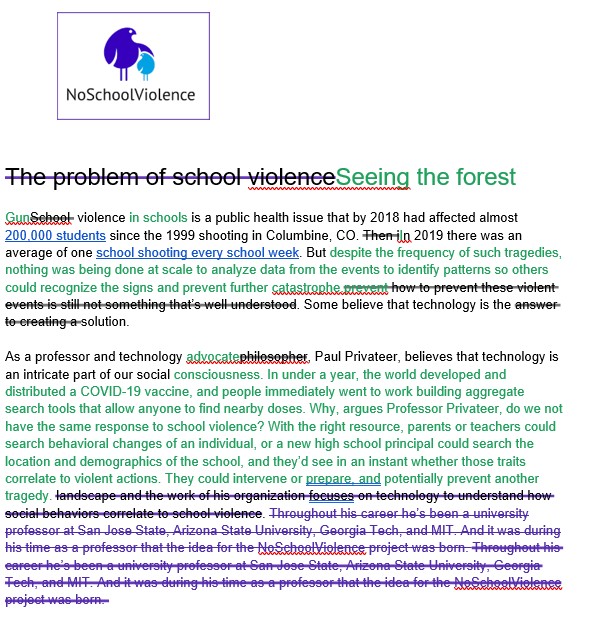 NoSchoolViolence
The problem of school violenceSeeing the forest
GunSchool violence in schools is a public health issue that by 2018 had affected almost
200,000 students since the 1999 shooting in Columbine, CO. Then iIn 2019 there was an
average of one school shooting every school week. But despite the frequency of such tragedies,
nothing was being done at scale to analyze data from the events to identify patterns so others
could recognize the signs and prevent further catastrophe.prevent how to prevent these violent
events is still not something that's well understood. Some believe that technology is the answer
to creating a solution.
As a professor and technology advocatephilosopher, Paul Privateer, believes that technology is
an intricate part of our social consciousness. In under a year, the world developed and
distributed a COVID-19 vaccine, and people immediately went to work building aggregate
search tools that allow anyone to find nearby doses. Why, argues Professor Privateer, do we not
have the same response to school violence? With the right resource, parents or teachers could
search behavioral changes of an individual, or a new high school principal could search the
location and demographics of the school, and they'd see in an instant whether those traits
correlate to violent actions. They could intervene or prepare, and potentially prevent another
tragedy. landscape and the work of his organization focuses on technology to understand how
social behaviors correlate to school violence. Throughout his career he's been a university
professor at San Jose State, Arizona State University, Georgia Tech, and MIT. And it was during
his time as a professor that the idea for the NoSchoolViolence project was born. Throughout his
career he's been a university professor at San Jose State, Arizona State University, Georgia
Tech, and MIT. And it was during his time as a professor that the idea for the NoSchoolViolence
project was born.